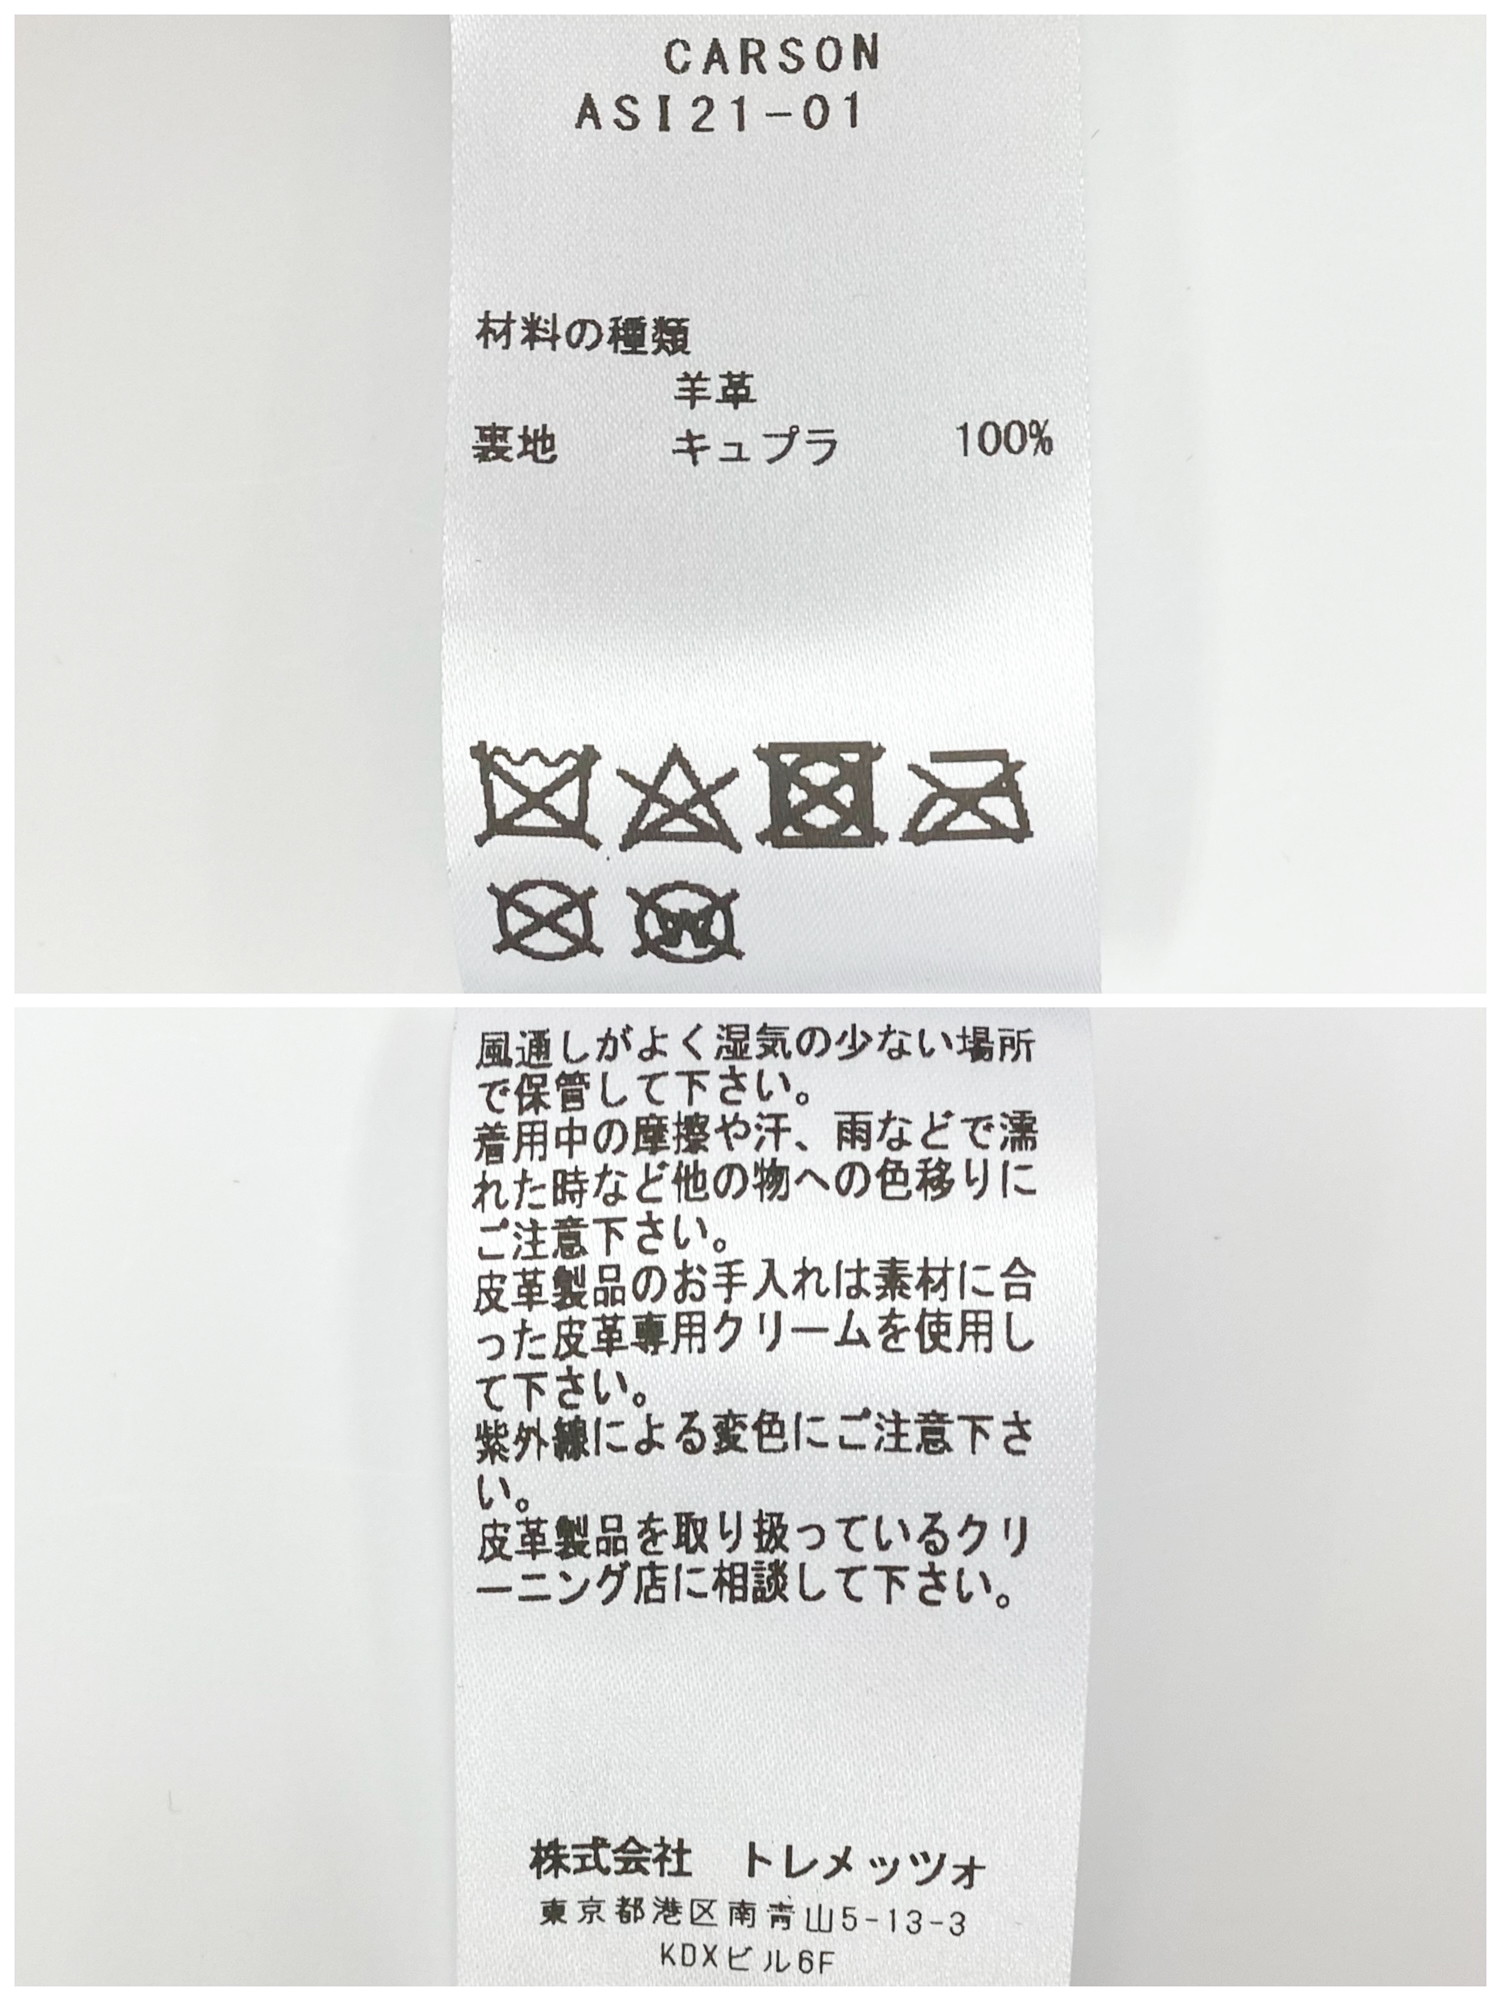 CARSON
ASI21-01
材料の種類
羊革
裏地 キュプラ 100%
W
風通しがよく湿気の少ない場所
で保管して下さい。
着用中の摩擦や汗、雨などで濡
れた時など他の物への色移りに
ご注意下さい。
皮革製品のお手入れは素材に合
った皮革専用クリームを使用し
て下さい。
紫外線による変色にご注意下さ
い。
皮革製品を取り扱っているクリ
ーニング店に相談して下さい。
株式会社 トレメッツォ
東京都港区南青山5-13-3
KDXビル6F